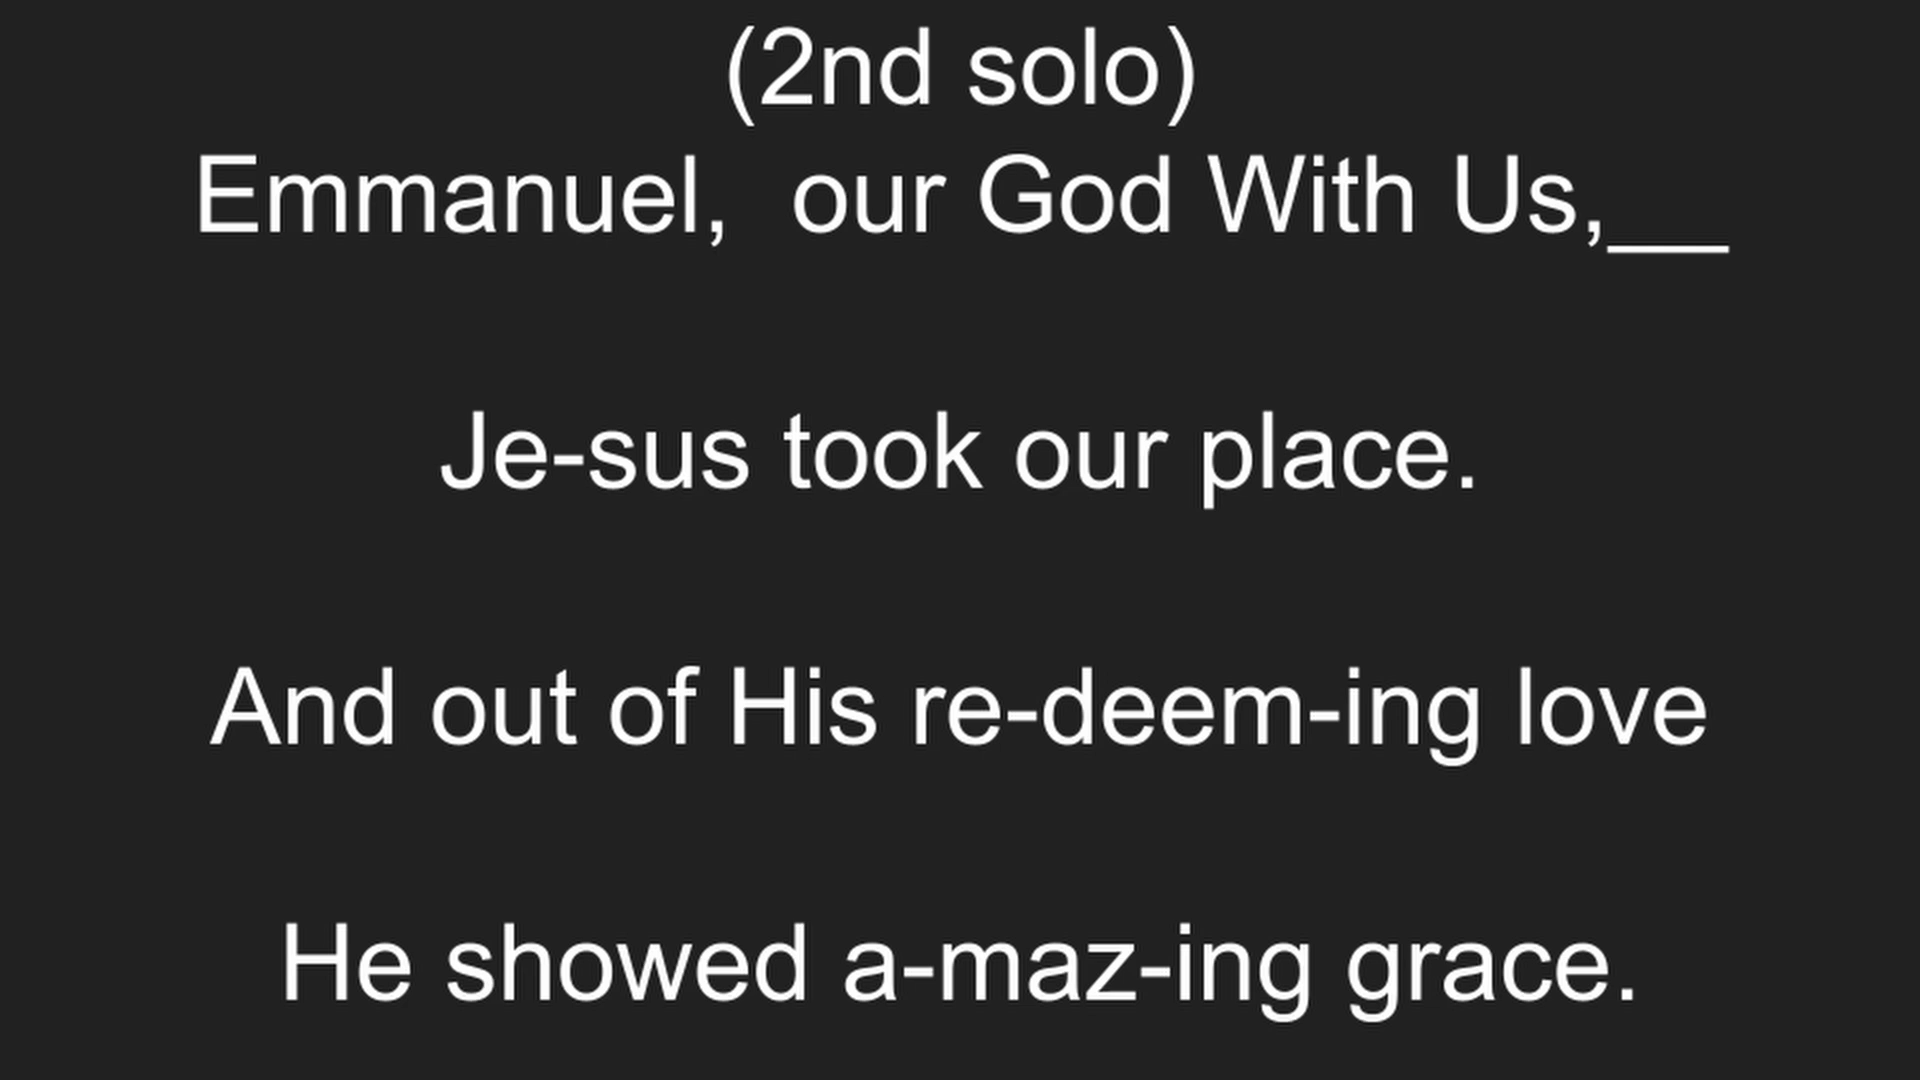 (2nd solo)
Emmanuel,  our God With Us,__
Je-sus took our place.
And out of His re-deem-ing love
He showed a-maz-ing grace.